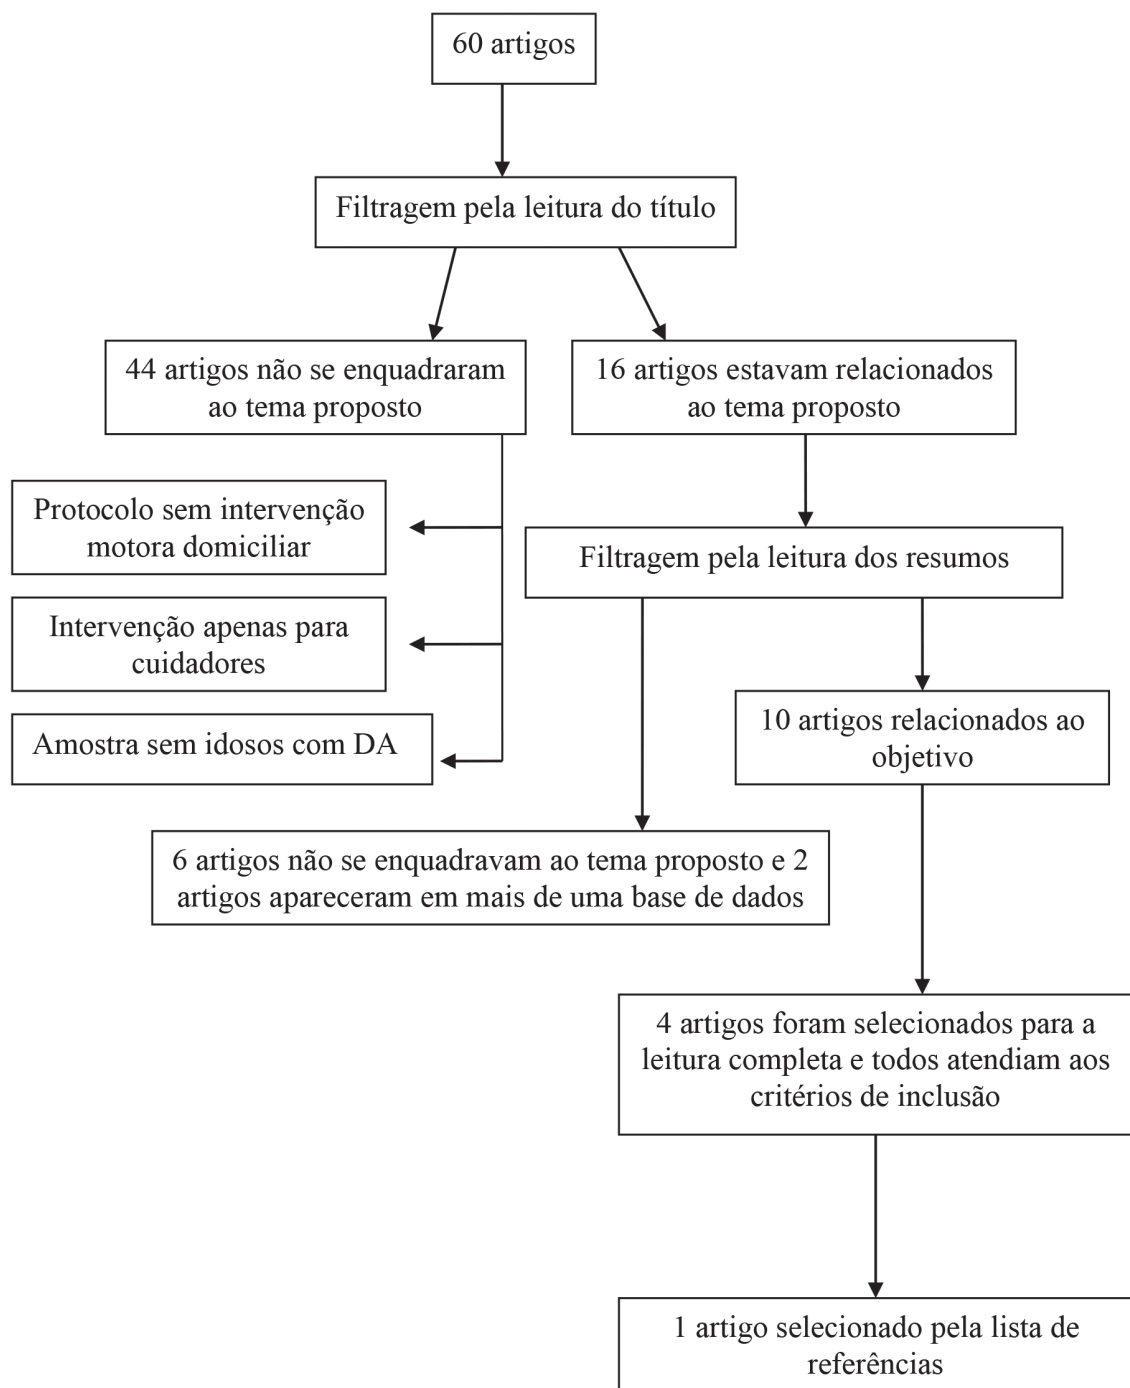 60 artigos
Filtragem pela leitura do título
44 artigos não se enquadraram
ao tema proposto
16 artigos estavam relacionados
ao tema proposto
Protocolo sem intervenção
motora domiciliar
Filtragem pela leitura dos resumos
Intervenção apenas para
cuidadores
Amostra sem idosos com DA
10 artigos relacionados ao
objetivo
6 artigos não se enquadravam ao tema proposto e 2
artigos apareceram em mais de uma base de dados
4 artigos foram selecionados para a
leitura completa e todos atendiam aos
critérios de inclusão
1 artigo selecionado pela lista de
referências